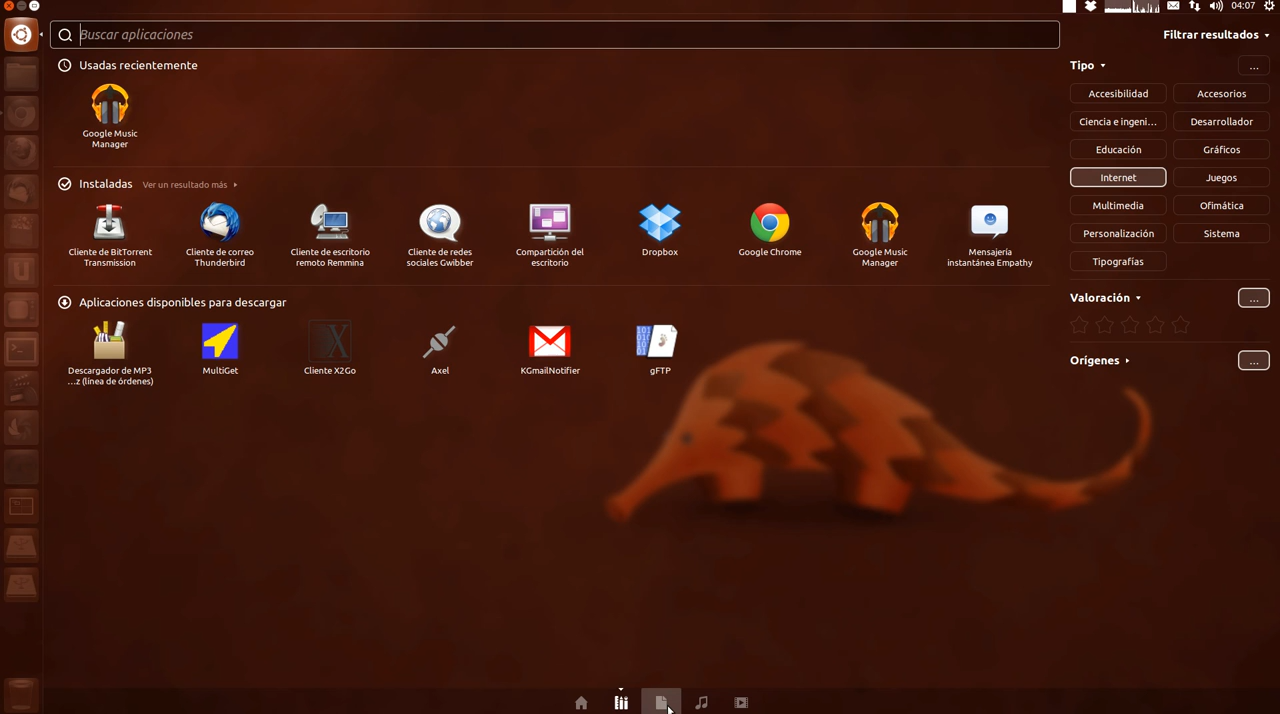 04:07
Buscar aplicaciones
Filtrar resultados
Usadas recientemente
Google Music
Manager
Instaladas Ver un resultado más
Cliente de BitTorrent
Transmission
Cliente de correo
Thunderbird
Cliente de escritorio
remoto Remmina
Cliente de redes
sociales Gwibber
Compartición del
escritorio
Dropbox
Google Chrome
Google Music
Manager
Mensajería
instantánea Empathy
Aplicaciones disponibles para descargar
Descargador de MP3
...z (línea de órdenes)
MultiGet
Cliente X2Go
Axel
KGmailNotifier
gFTP
Tipo ...
Accesibilidad
Accesorios
Ciencia e ingeni...
Desarrollador
Educación
Gráficos
Internet
Juegos
Multimedia
Ofimática
Personalización
Sistema
Tipografías
Valoración ...
Orígenes ...